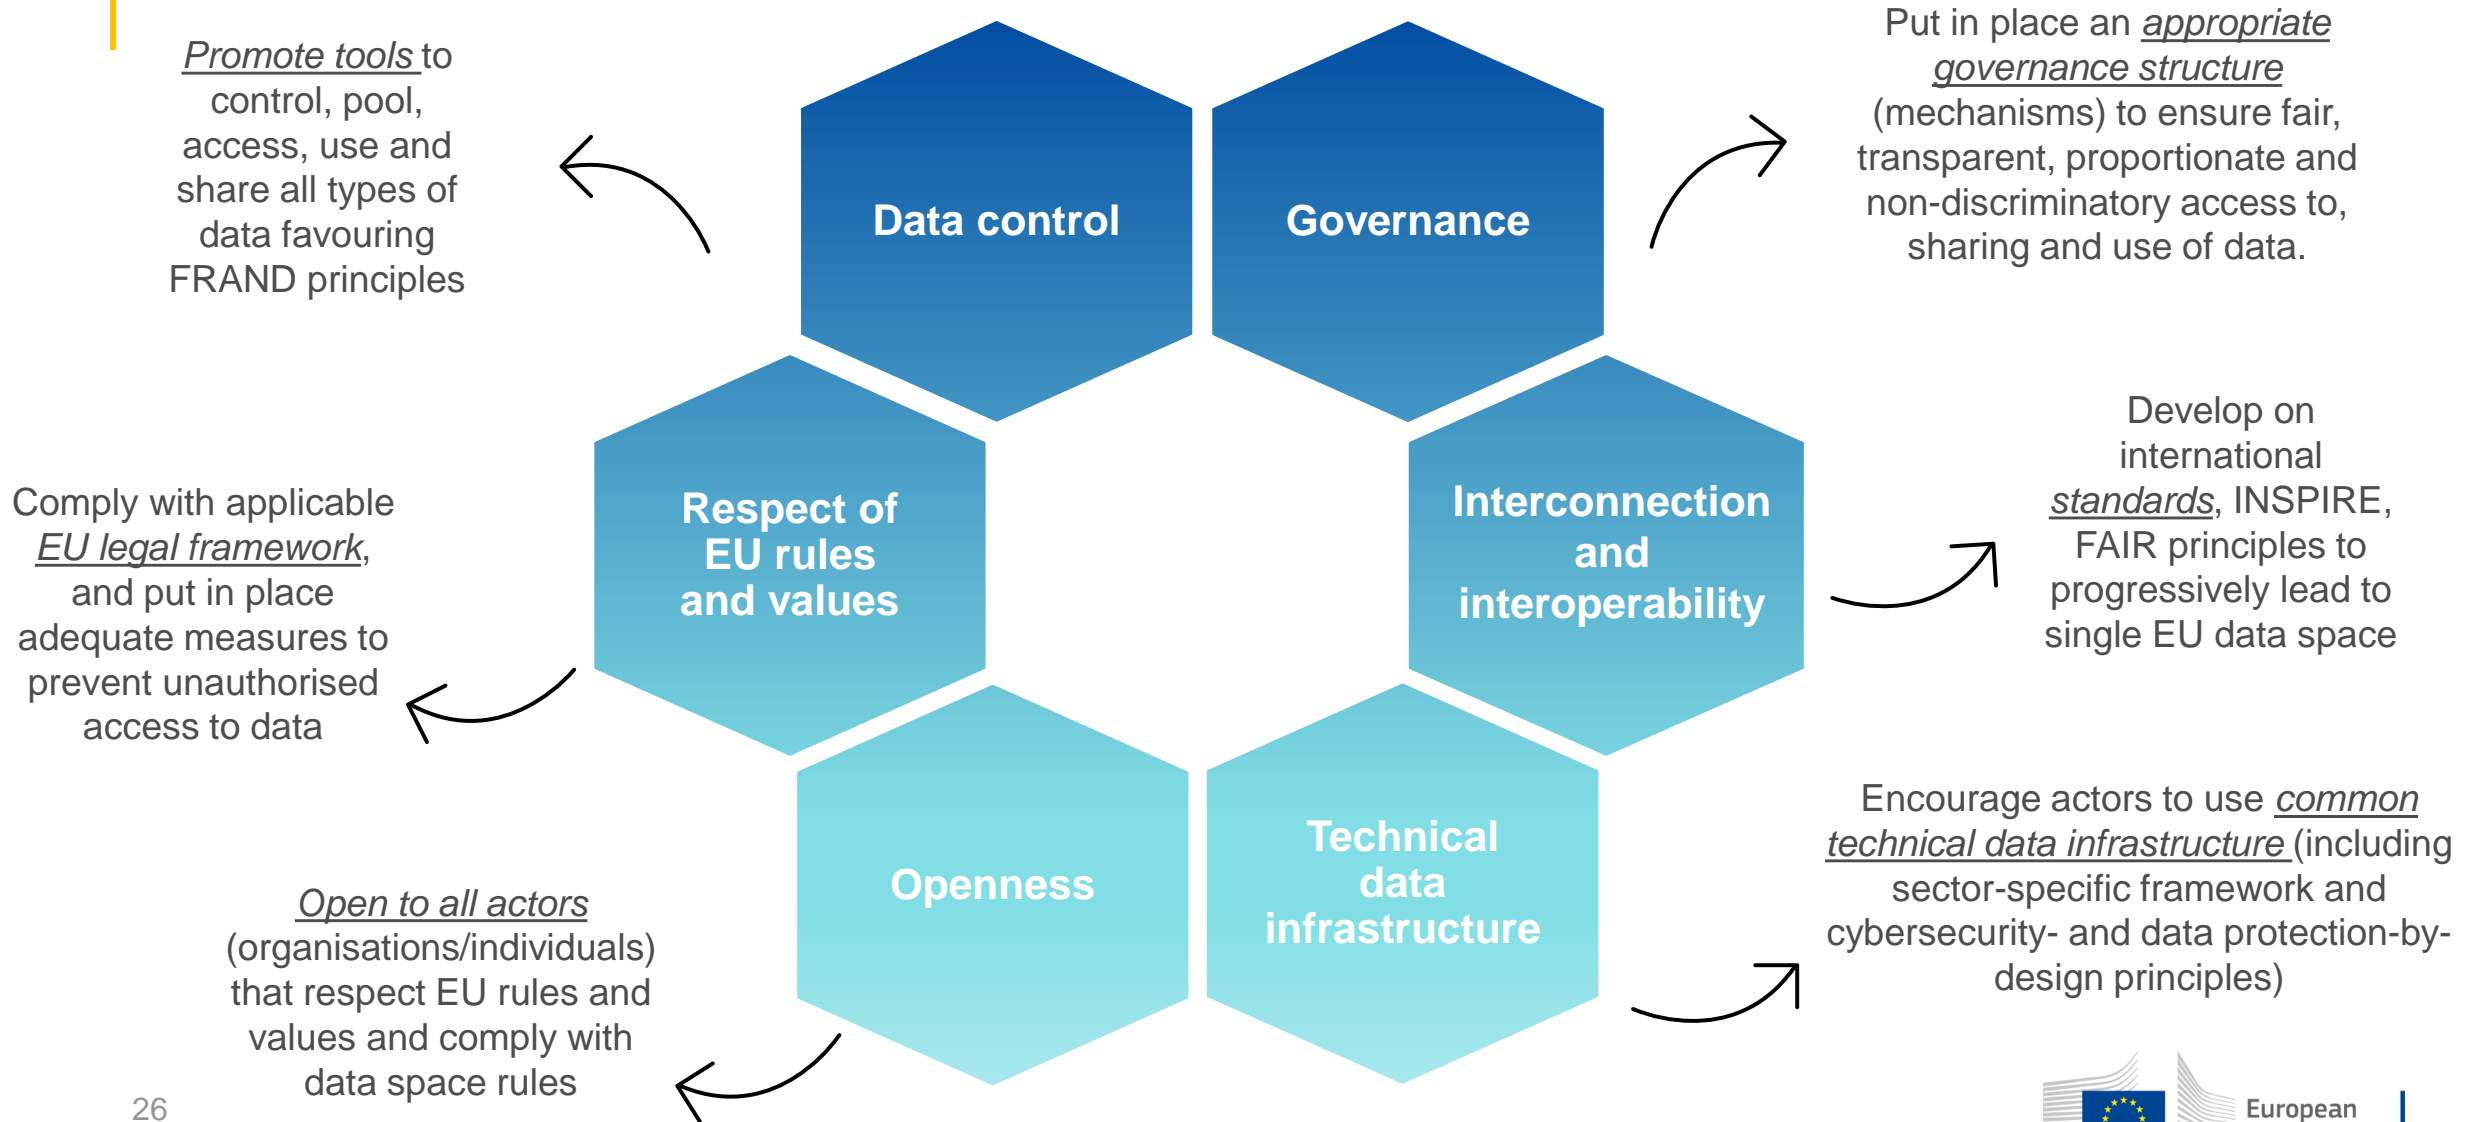 Promote tools to
control, pool,
access, use and
share all types of
data favouring
FRAND principles
Data control
Governance
Put in place an appropriate
governance structure
(mechanisms) to ensure fair,
transparent, proportionate and
non-discriminatory access to,
sharing and use of data.
Comply with applicable
EU legal framework,
and put in place
adequate measures to
prevent unauthorised
access to data
Respect of
EU rules
and values
Interconnection
and
interoperability
Develop on
international
standards, INSPIRE,
FAIR principles to
progressively lead to
single EU data space
Open to all actors
(organisations/individuals)
that respect EU rules and
values and comply with
data space rules
Openness
Technical
data
infrastructure
Encourage actors to use common
technical data infrastructure (including
sector-specific framework and
cybersecurity- and data protection-by-
design principles)
26
European